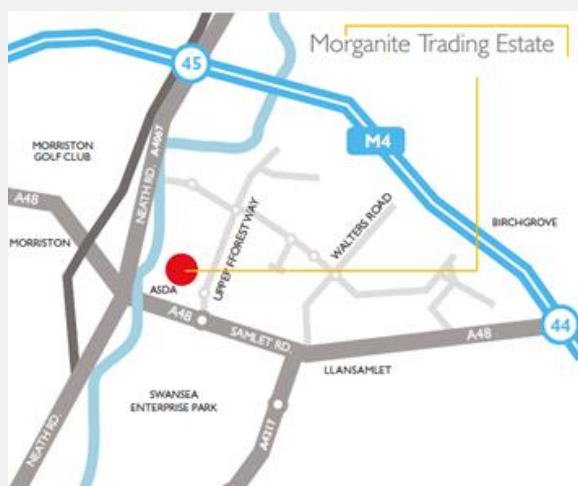 Morganite Trading Estate
45
MORRISTON
GOLF CLUB
NEATH RD.
A4067
M4
A48
WALTERS ROAD
BIRCHGROVE
MORRISTON
UPPER FFOREST WAY
ASDA
A48
SAMLET RD.
A48
44
LLANSAMLET
SWANSEA
ENTERPRISE PARK
NEATH RD.
A4217